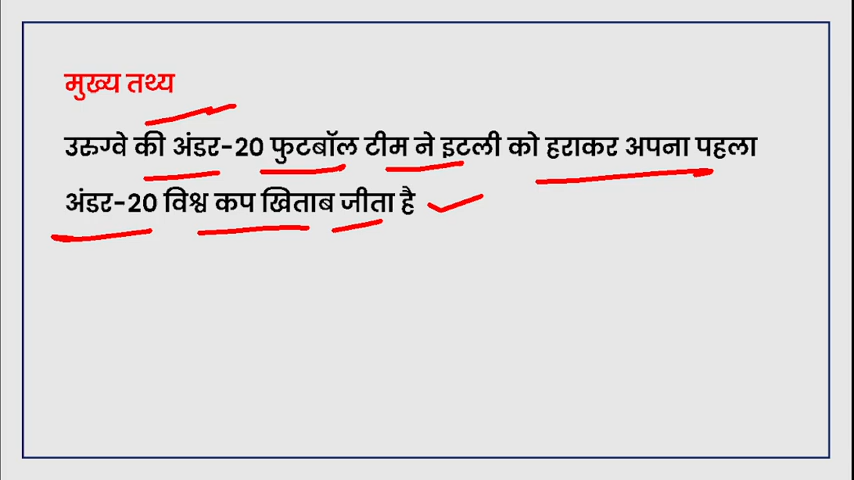 मुख्य तथ्य
उरुग्वे की अंडर-20 फुटबॉल टीम ने इटली को हराकर अपना पहला
अंडर-20 विश्व कप खिताब जीता है